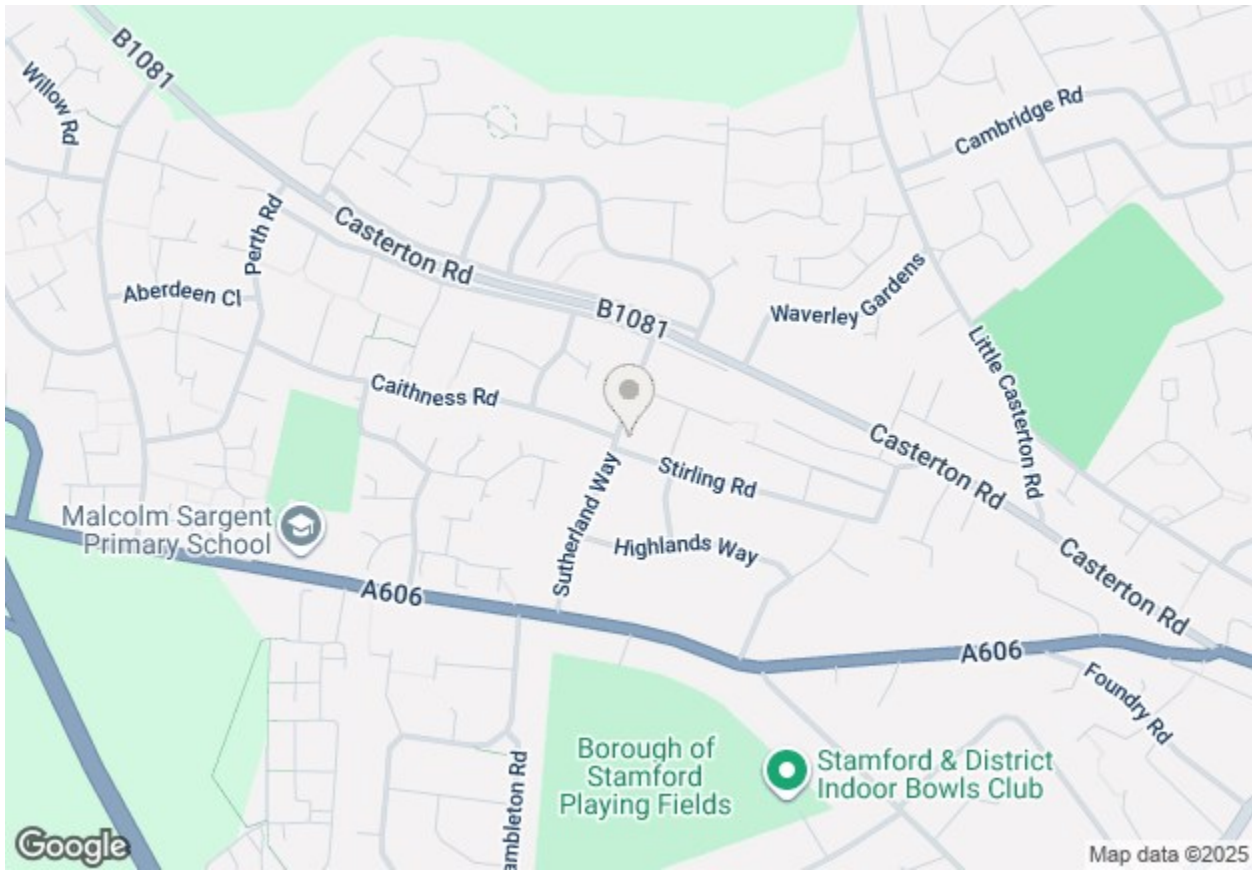 B1081
Willow Rd
Cambridge Rd
Perth Rd
Casterton Rd
Aberdeen Cl
B1081
Waverley Gardens
Caithness Rd
Little Casterton Rd
Casterton Rd
Stirling Rd
Sutherland Way
Malcolm Sargent
Primary School
Highlands Way
Casterton Rd
A606
A606
Foundry Rd
Borough of
Stamford
Playing Fields
Stamford & District
Indoor Bowls Club
ambleton Rd
Google
Map data ©2025